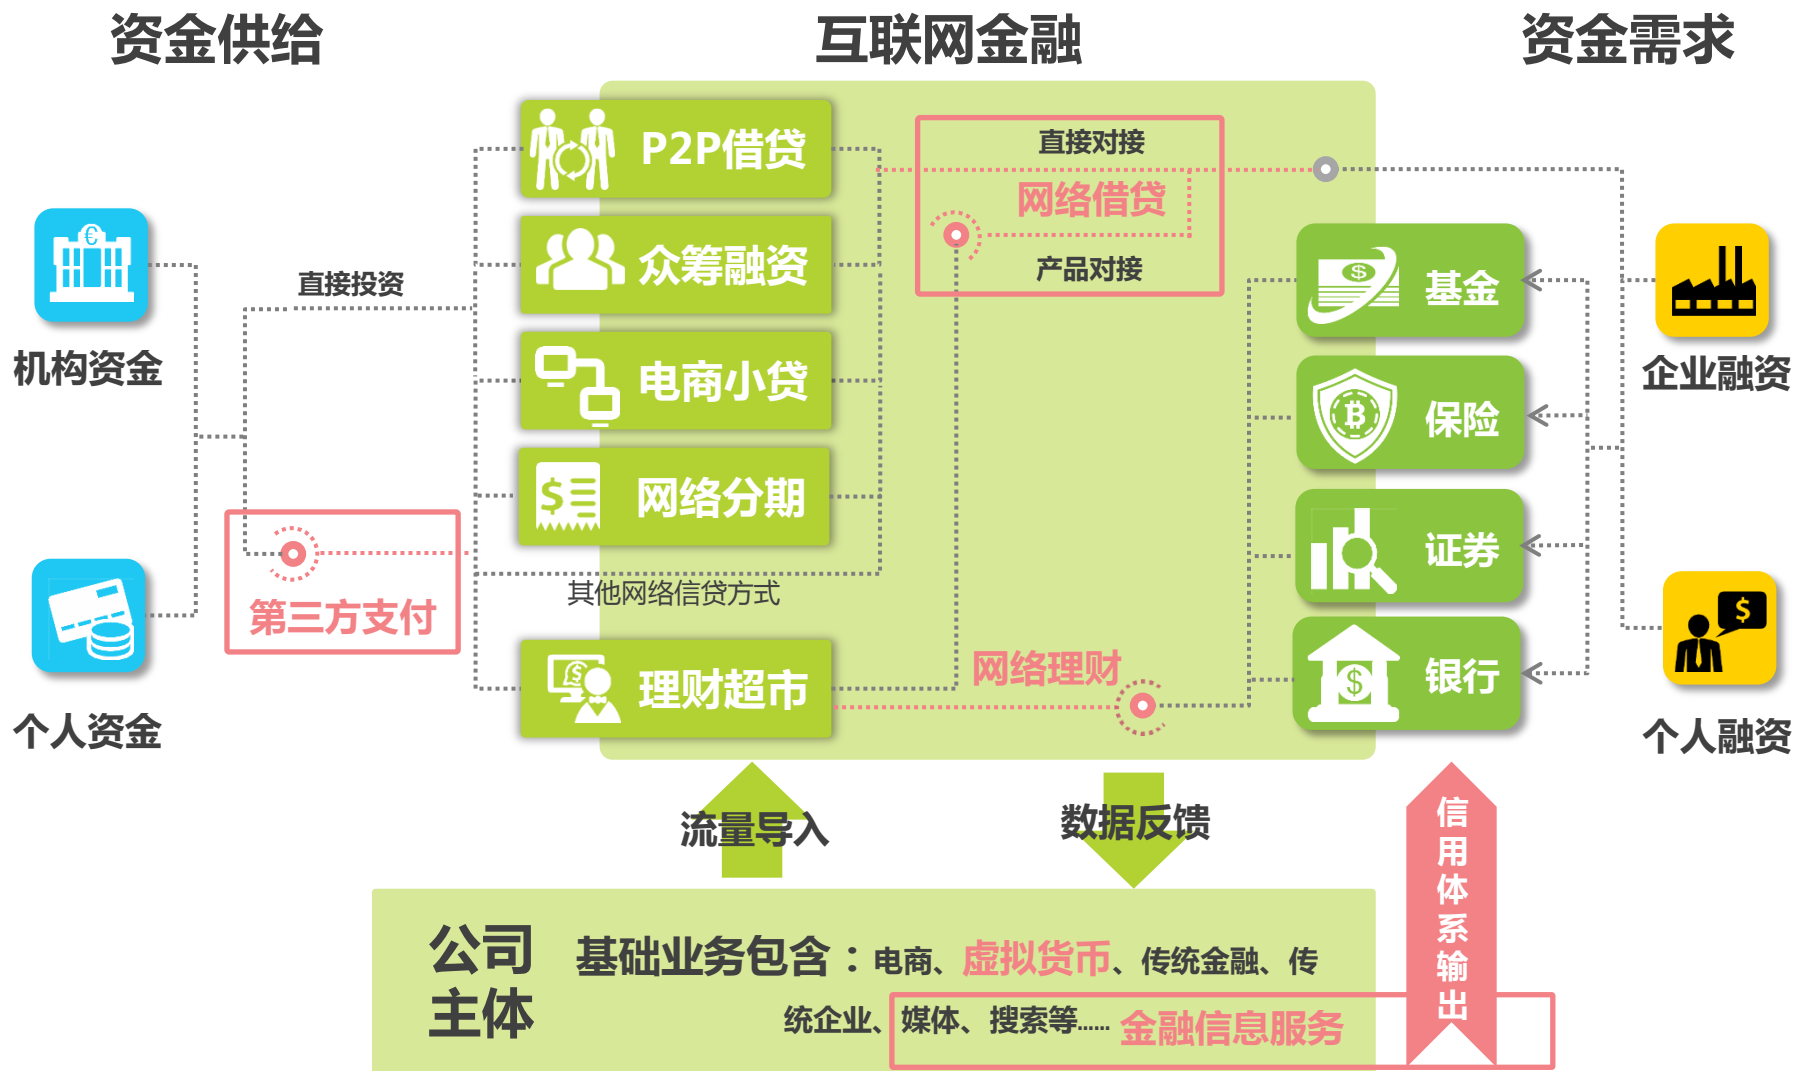 资金供给
互联网金融
资金需求
P2P借贷
直接对接
网络借贷
众筹融资
产品对接
直接投资
基金
机构资金
企业融资
电商小贷
保险
网络分期
证券
其他网络信贷方式
第三方支付
网络理财
理财超市
银行
个人资金
个人融资
流量导入
数据反馈
信用体系输出
公司
主体
基础业务包含：电商、虚拟货币、传统金融、传
统企业、媒体、搜索等...... 金融信息服务